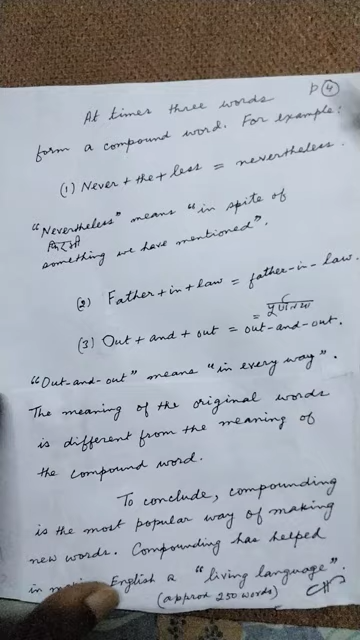 At times three words p ④
form a compound word. For example:
(1) Never + the + less = nevertheless.
"Nevertheless" means "in spite of
फिर भी
something we have mentioned".
(2) Father + in + law = father-in-law.
(3) Out + and + out = out-and-out.
= पूर्णतया
"Out-and-out" means "in every way".
The meaning of the original words
is different from the meaning of
the compound word.
To conclude, compounding
is the most popular way of making
new words. Compounding has helped
in English a "living language".
(approx 250 words)